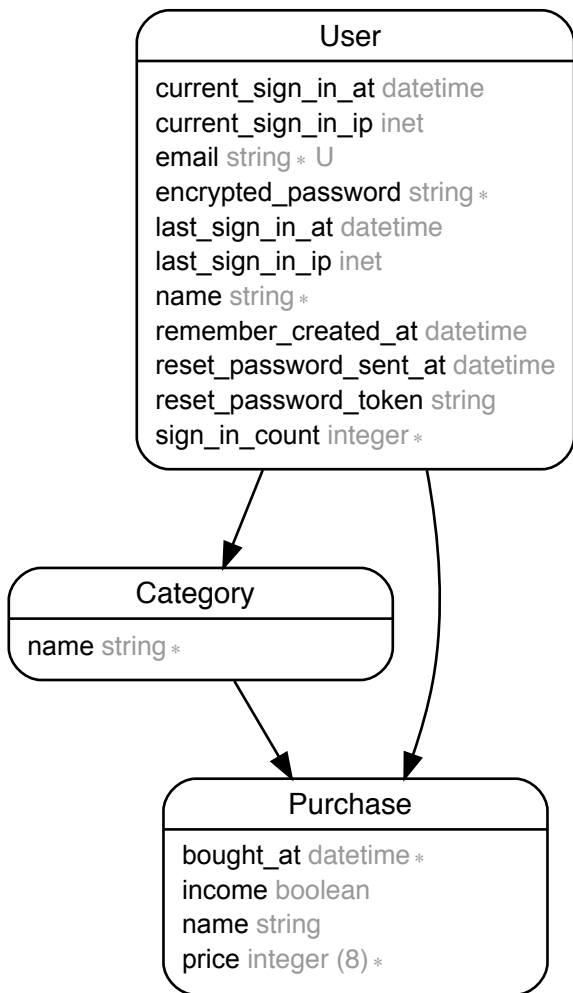 User
current_sign_in_at datetime
current_sign_in_ip inet
email string * U
encrypted_password string *
last_sign_in_at datetime
last_sign_in_ip inet
name string *
remember_created_at datetime
reset_password_sent_at datetime
reset_password_token string
sign_in_count integer *
Category
name string *
Purchase
bought_at datetime *
income boolean
name string
price integer (8) *